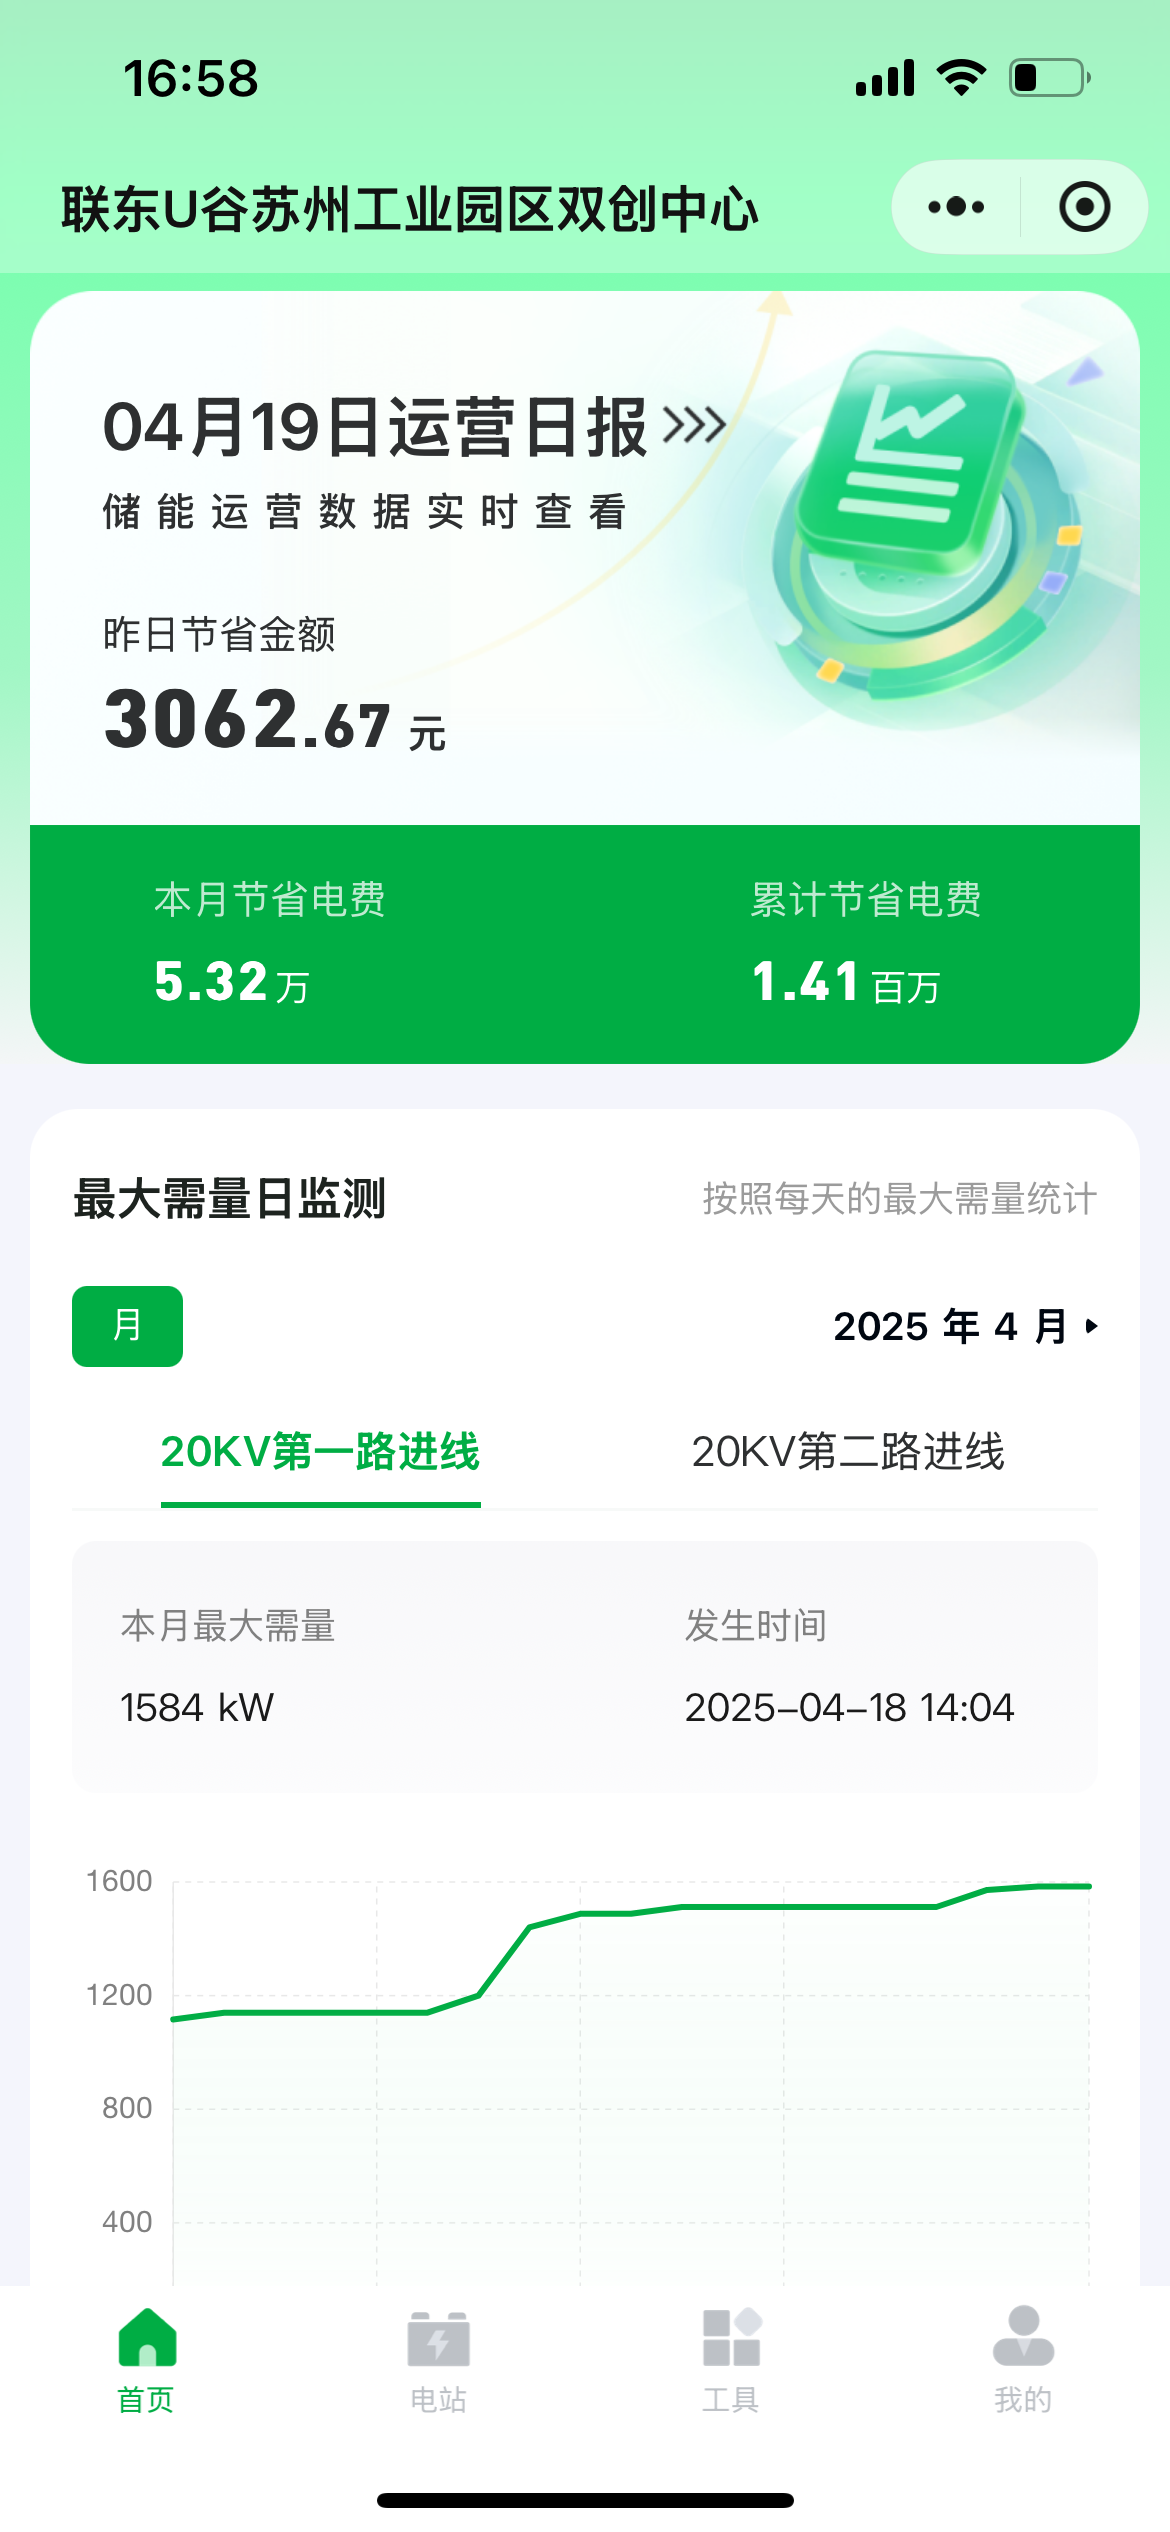 16:58
联东U谷苏州工业园区双创中心
04月19日运营日报
储能运营数据实时查看
昨日节省金额
3062.67 元
本月节省电费 累计节省电费
5.32万 1.41百万
最大需量日监测 按照每天的最大需量统计
月 2025 年 4 月
20KV第一路进线 20KV第二路进线
本月最大需量 发生时间
1584 kW 2025-04-18 14:04
1600
1200
800
400
首页 电站 工具 我的